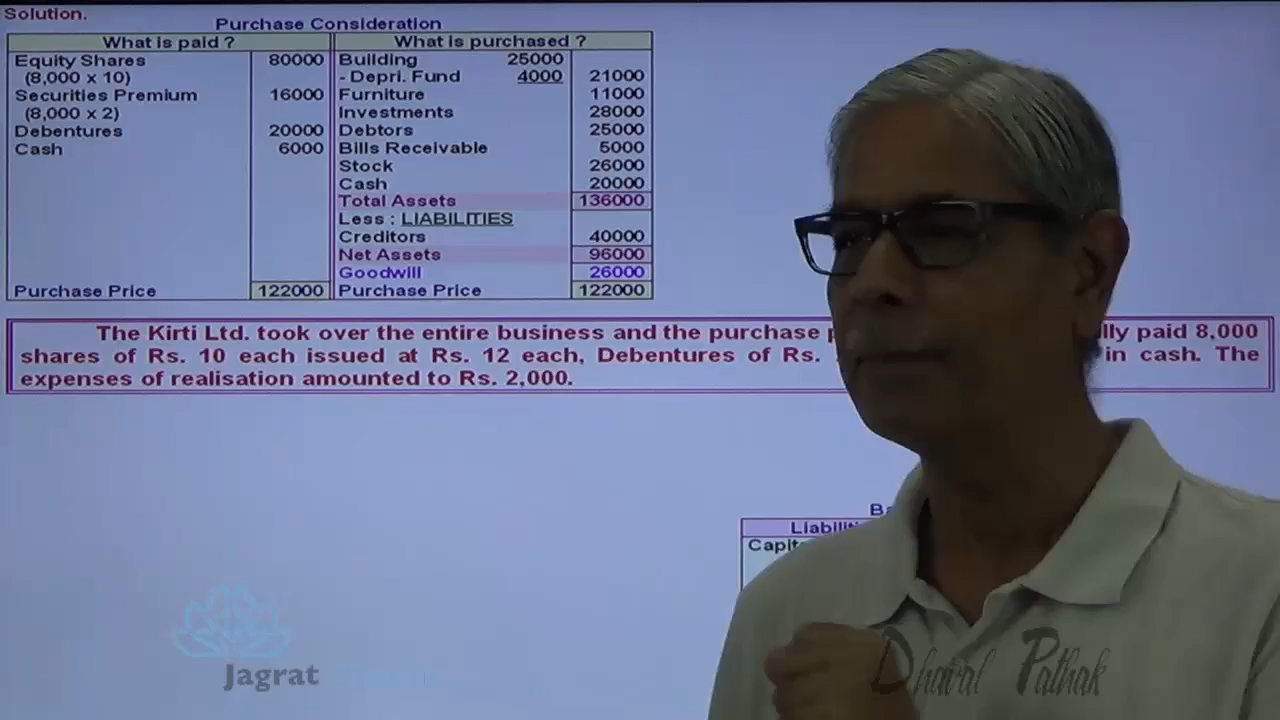 Solution.
Purchase Consideration
What is paid ? What is purchased ?
Equity Shares 80000 Building 25000
(8,000 x 10) - Depri. Fund 4000 21000
Securities Premium 16000 Furniture 11000
(8,000 x 2) Investments 28000
Debentures 20000 Debtors 25000
Cash 6000 Bills Receivable 5000
Stock 26000
Cash 20000
Total Assets 136000
Less : LIABILITIES
Creditors 40000
Net Assets 96000
Goodwill 26000
Purchase Price 122000 Purchase Price 122000
The Kirti Ltd. took over the entire business and the purchase 8,000
shares of Rs. 10 each issued at Rs. 12 each, Debentures of Rs. in cash. The
expenses of realisation amounted to Rs. 2,000.
Jagrat
Dhawal Pathak